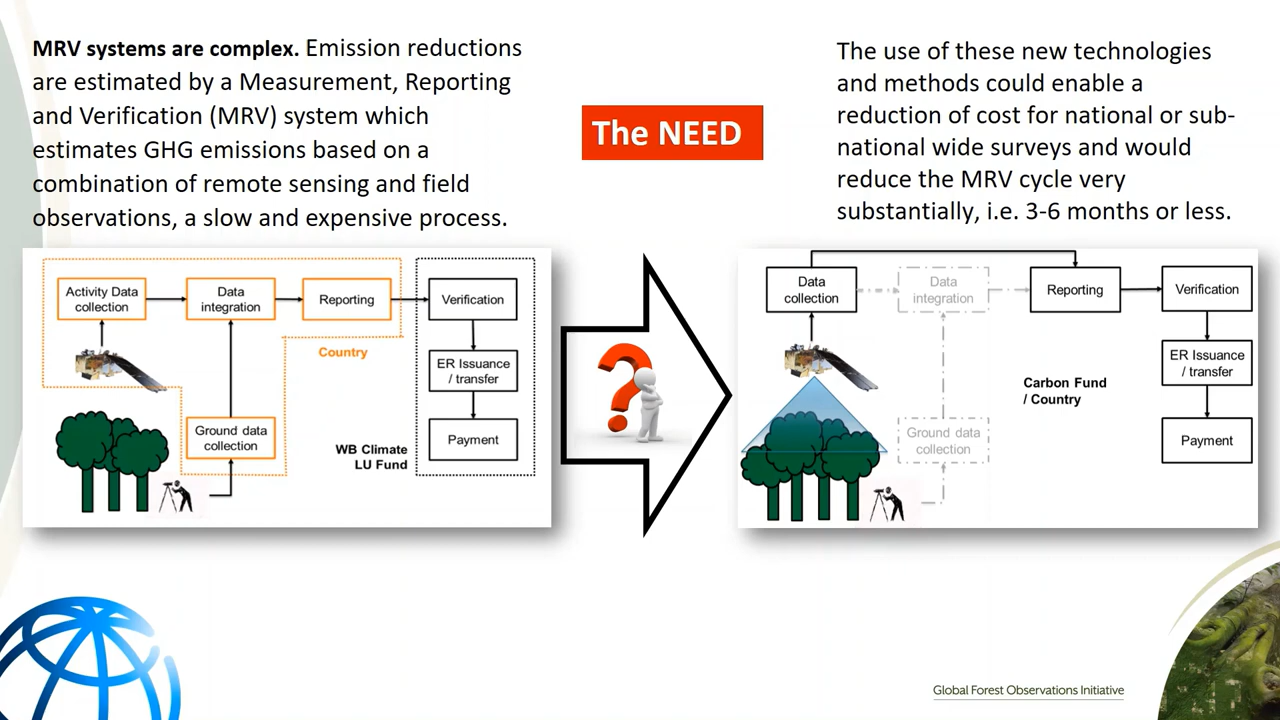 MRV systems are complex. Emission reductions
are estimated by a Measurement, Reporting
and Verification (MRV) system which
estimates GHG emissions based on a
combination of remote sensing and field
observations, a slow and expensive process.
The NEED
The use of these new technologies
and methods could enable a
reduction of cost for national or sub-
national wide surveys and would
reduce the MRV cycle very
substantially, i.e. 3-6 months or less.
Activity Data
collection
Data
integration
Reporting
Verification
Country
ER Issuance
/ transfer
Ground data
collection
WB Climate
LU Fund
Payment
Data
collection
Data
integration
Reporting
Verification
ER Issuance
/ transfer
Carbon Fund
/ Country
Ground data
collection
Payment
Global Forest Observations Initiative